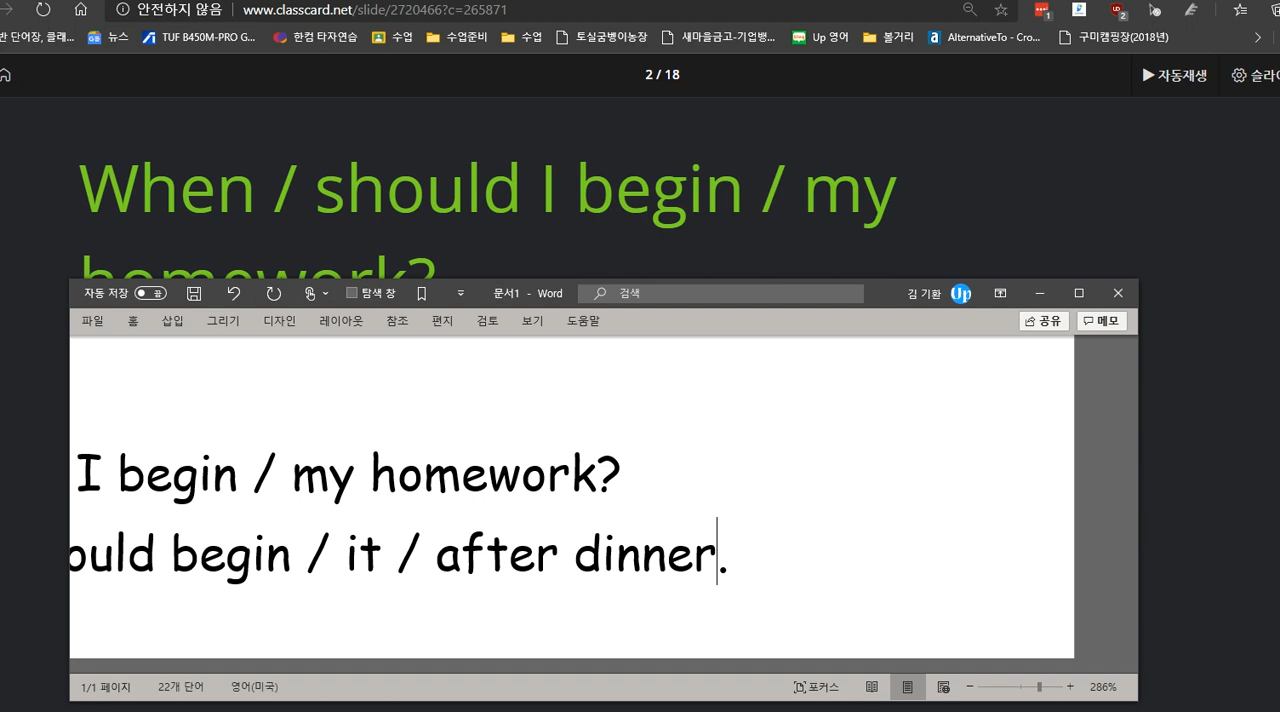 안전하지 않음 www.classcard.net/slide/2720466?c=265871 1 2
반 단어장, 클래... 뉴스 TUF B450M-PRO G... 한컴 타자연습 수업 수업준비 수업 토실굼벵이농장 새마을금고-기업뱅... Up 영어 볼거리 AlternativeTo - Cro... 구미캠핑장(2018년)
2 / 18 ▶ 자동재생 슬라이
When / should I begin / my
homework?
자동 저장 끔 탐색 창 문서1 - Word 검색 김 기환 Up
파일 홈 삽입 그리기 디자인 레이아웃 참조 편지 검토 보기 도움말 공유 메모
I begin / my homework?
ould begin / it / after dinner.
1/1 페이지 22개 단어 영어(미국) 포커스 − + 286%